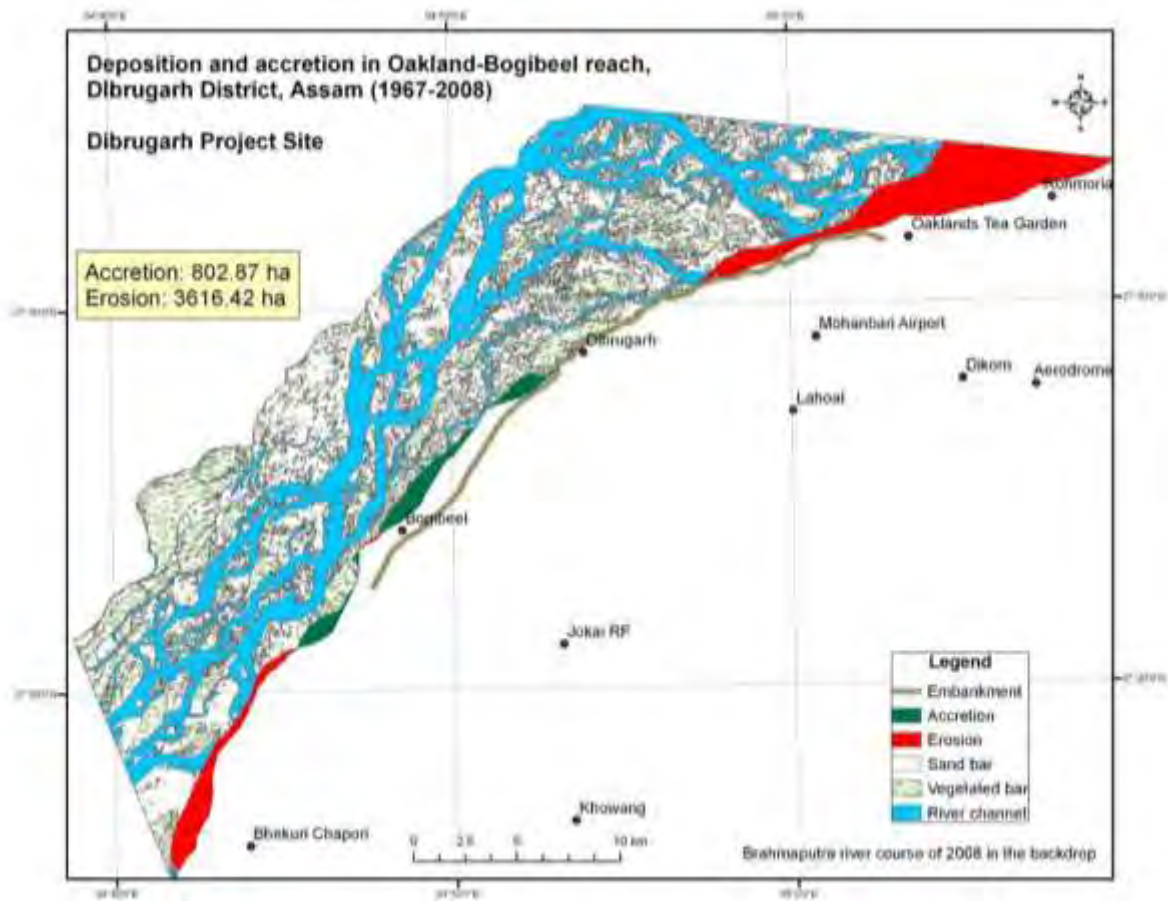 Deposition and accretion in Oakland-Bogibeel reach,
Dibrugarh District, Assam (1967-2008)
Dibrugarh Project Site
Rohmoria
Oaklands Tea Garden
Accretion: 802.87 ha
Erosion: 3616.42 ha
Mohanbari Airport
Dibrugarh
Dikom
Aerodrome
Lahoal
Bogibeel
Jokai RF
Legend
Embankment
Accretion
Erosion
Sand bar
Vegetated bar
River channel
Khowang
Bhekuri Chapori
0 2.5 5 10 km
Brahmaputra river course of 2008 in the backdrop